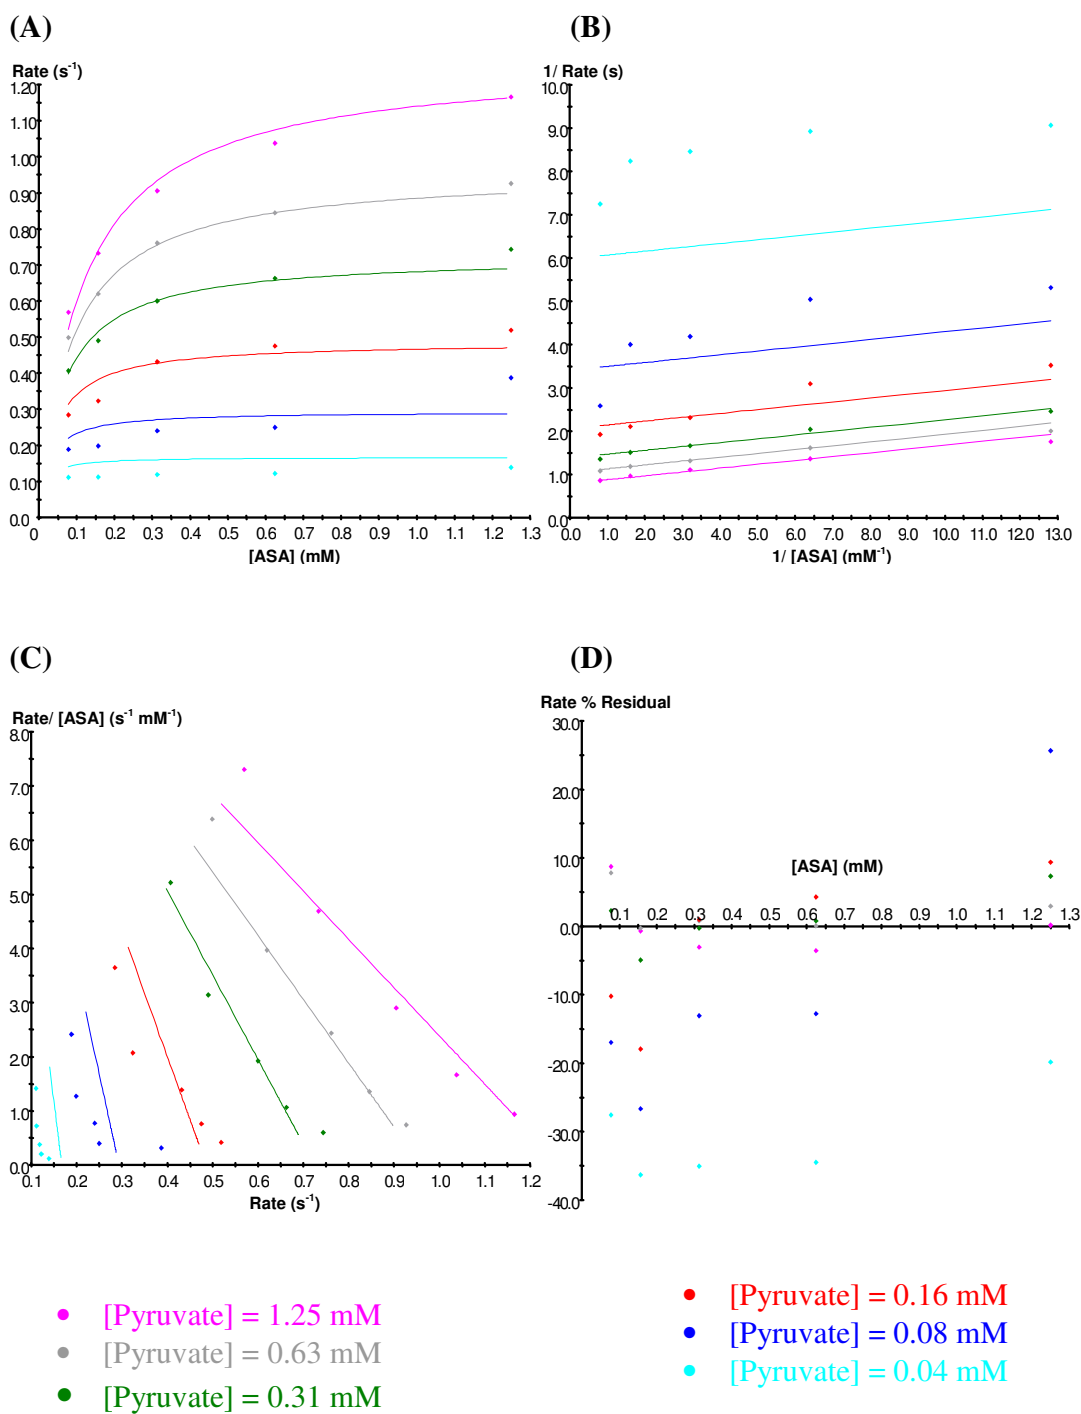 (A)
Rate (s-1)
1.20
1.10
1.00
0.90
0.80
0.70
0.60
0.50
0.40
0.30
0.20
0.10
0.0
0 0.1 0.2 0.3 0.4 0.5 0.6 0.7 0.8 0.9 1.0 1.1 1.2 1.3
[ASA] (mM)
(B)
1/ Rate (s)
10.0
9.0
8.0
7.0
6.0
5.0
4.0
3.0
2.0
1.0
0.0
0.0 1.0 2.0 3.0 4.0 5.0 6.0 7.0 8.0 9.0 10.0 11.0 12.0 13.0
1/ [ASA] (mM-1)
(C)
Rate/ [ASA] (s-1 mM-1)
8.0
7.0
6.0
5.0
4.0
3.0
2.0
1.0
0.0
0.1 0.2 0.3 0.4 0.5 0.6 0.7 0.8 0.9 1.0 1.1 1.2
Rate (s-1)
(D)
Rate % Residual
30.0
20.0
10.0
[ASA] (mM)
0.1 0.2 0.3 0.4 0.5 0.6 0.7 0.8 0.9 1.0 1.1 1.2 1.3
0.0
-10.0
-20.0
-30.0
-40.0
[Pyruvate] = 1.25 mM
[Pyruvate] = 0.63 mM
[Pyruvate] = 0.31 mM
[Pyruvate] = 0.16 mM
[Pyruvate] = 0.08 mM
[Pyruvate] = 0.04 mM